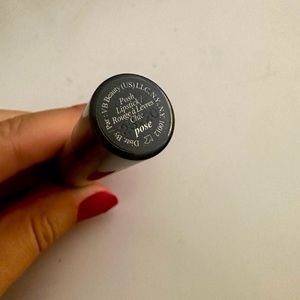 Dist. By Par: VB Beauty (US) LLC, N.Y., N.Y. 10012
Posh
Lipstick /
Rouge à Lèvres
Chic
pose